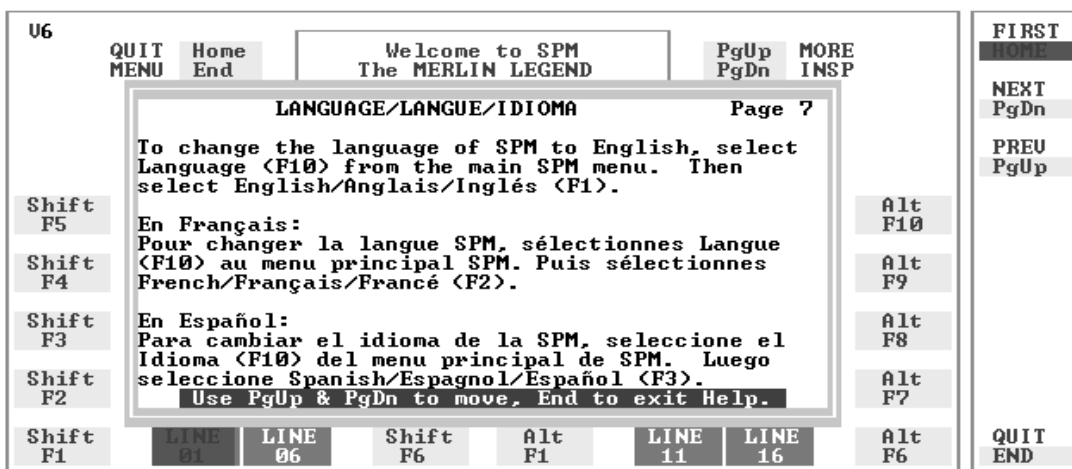 V6
QUIT Home Welcome to SPM PgUp MORE
MENU End The MERLIN LEGEND PgDn INSP
LANGUAGE/LANGUE/IDIOMA Page 7
To change the language of SPM to English, select
Language (F10) from the main SPM menu. Then
select English/Anglais/Inglés (F1).
En Français:
Pour changer la langue SPM, sélectionnes Langue
(F10) au menu principal SPM. Puis sélectionnes
French/Français/Francé (F2).
En Español:
Para cambiar el idioma de la SPM, seleccione el
Idioma (F10) del menu principal de SPM. Luego
seleccione Spanish/Espagnol/Español (F3).
Use PgUp & PgDn to move, End to exit Help.
Shift
F5
Shift
F4
Shift
F3
Shift
F2
Alt
F10
Alt
F9
Alt
F8
Alt
F7
Shift LINE LINE Shift Alt LINE LINE Alt
F1 01 06 F6 F1 11 16 F6
FIRST
HOME
NEXT
PgDn
PREV
PgUp
QUIT
END